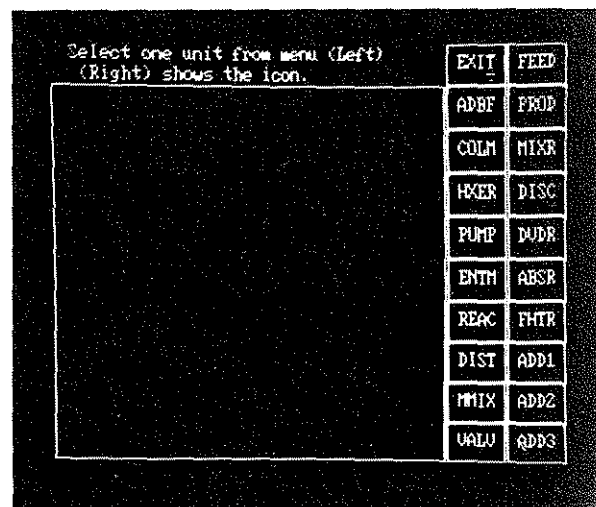 Select one unit from menu (Left)
(Right) shows the icon.
EXIT FEED
ADBF PROD
COLM MIXR
HXER DISC
PUMP DVDR
ENTM ABSR
REAC FHTR
DIST ADD1
MMIX ADD2
VALV ADD3